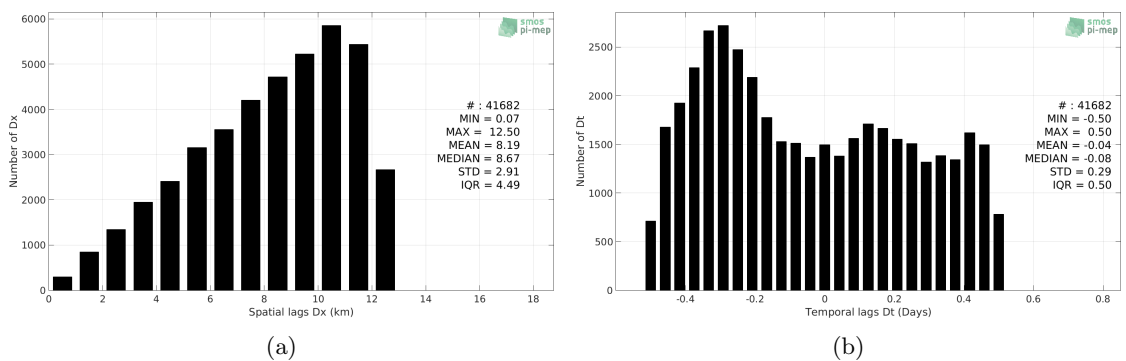 smos
pi-mep
6000
5000
4000
3000
2000
1000
0
Number of Dx
# : 41682
MIN = 0.07
MAX = 12.50
MEAN = 8.19
MEDIAN = 8.67
STD = 2.91
IQR = 4.49
0 2 4 6 8 10 12 14 16 18
Spatial lags Dx (km)
(a)
smos
pi-mep
2500
2000
1500
1000
500
0
Number of Dt
# : 41682
MIN = -0.50
MAX = 0.50
MEAN = -0.04
MEDIAN = -0.08
STD = 0.29
IQR = 0.50
-0.4 -0.2 0 0.2 0.4 0.6 0.8
Temporal lags Dt (Days)
(b)